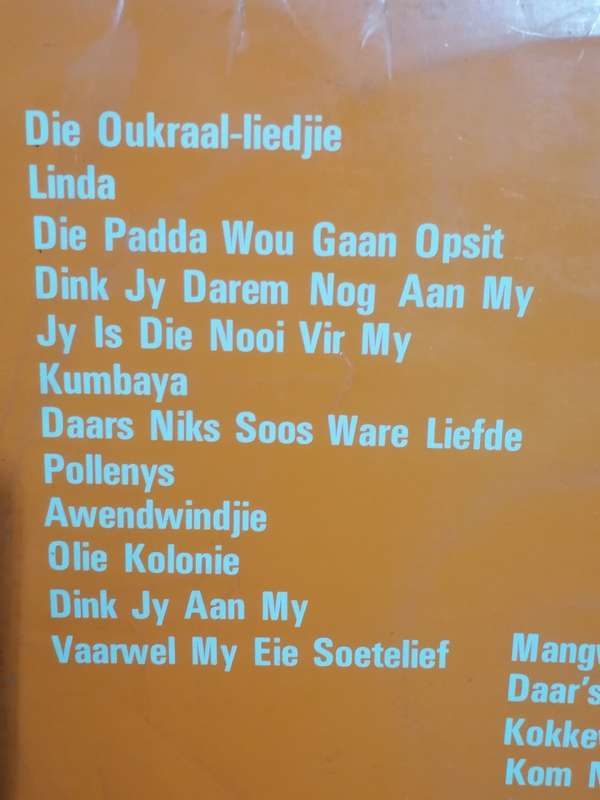 Die Oukraal-liedjie
Linda
Die Padda Wou Gaan Opsit
Dink Jy Darem Nog Aan My
Jy Is Die Nooi Vir My
Kumbaya
Daars Niks Soos Ware Liefde
Pollenys
Awendwindjie
Olie Kolonie
Dink Jy Aan My
Vaarwel My Eie Soetelief
Daar's
Kom